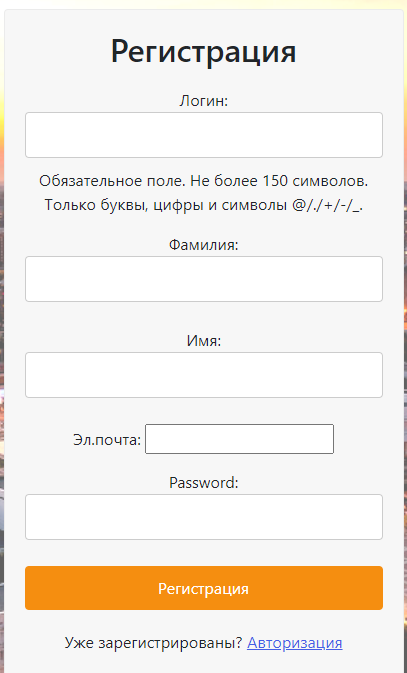 Регистрация
Логин:
Обязательное поле. Не более 150 символов.
Только буквы, цифры и символы @/./+/-/_.
Фамилия:
Имя:
Эл.почта:
Password:
Регистрация
Уже зарегистрированы? Авторизация